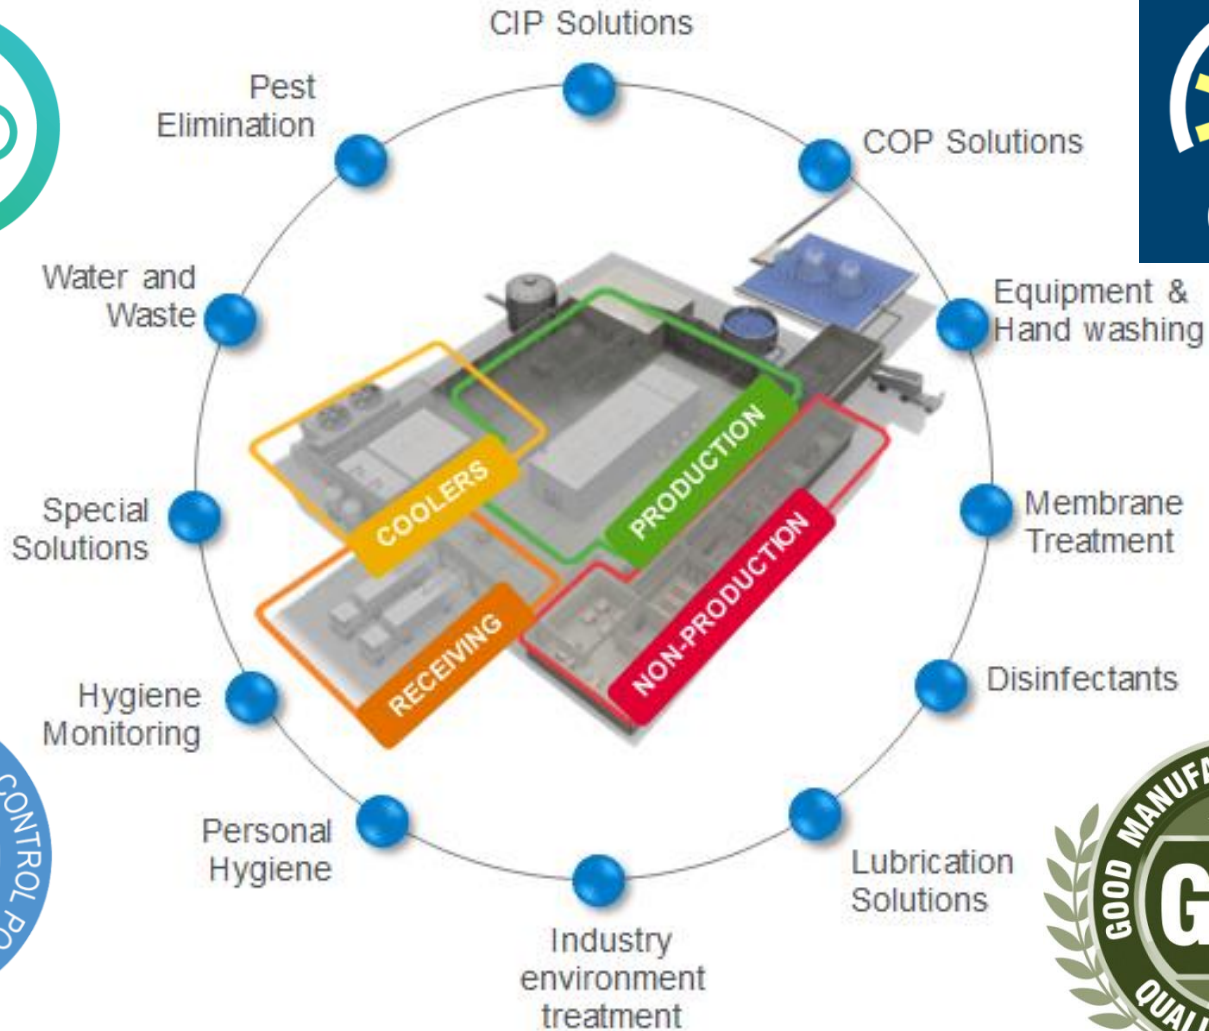 CIP Solutions
Pest
Elimination
COP Solutions
Water and
Waste
Equipment &
Hand washing
COOLERS
PRODUCTION
Special
Solutions
Membrane
Treatment
RECEIVING
NON-PRODUCTION
Hygiene
Monitoring
Disinfectants
CONTROL
Personal
Hygiene
Lubrication
Solutions
GOOD
Industry
environment
treatment